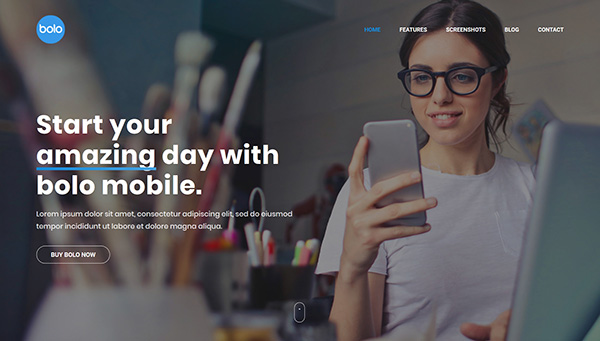 bolo
HOME
FEATURES
SCREENSHOTS
BLOG
CONTACT
Start your
amazing day with
bolo mobile.
Lorem ipsum dolor sit amet, consectetur adipiscing elit, sed do eiusmod
tempor incididunt ut labore et dolore magna aliqua.
BUY BOLO NOW